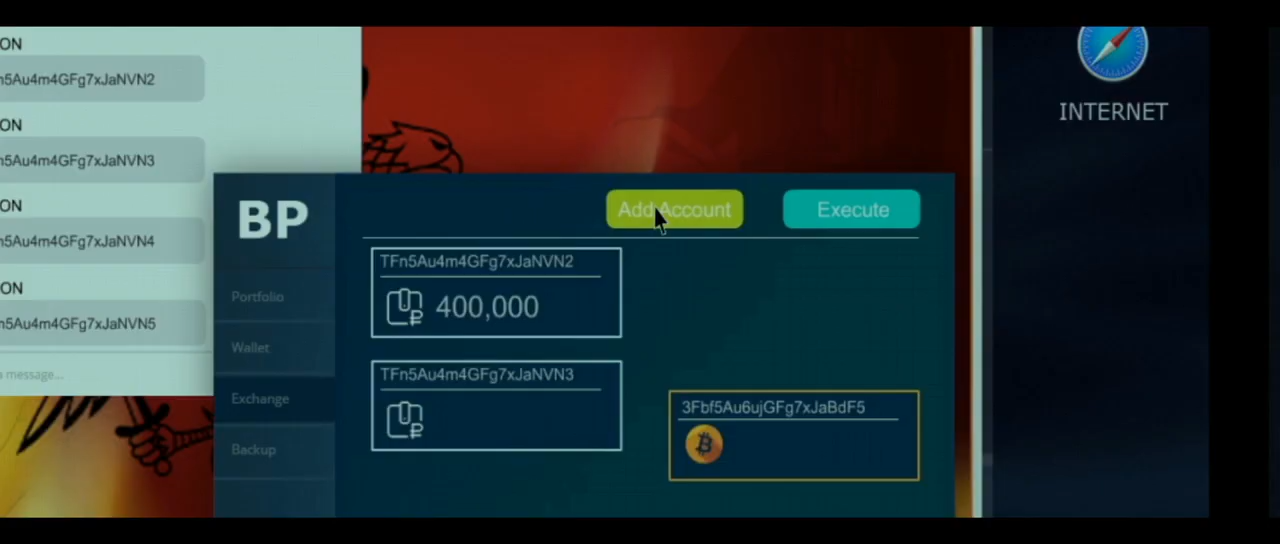 ON
n5Au4m4GFg7xJaNVN2
ON
n5Au4m4GFg7xJaNVN3
ON
n5Au4m4GFg7xJaNVN4
ON
n5Au4m4GFg7xJaNVN5
a message...
INTERNET
BP
Add Account
Execute
Portfolio
Wallet
Exchange
Backup
TFn5Au4m4GFg7xJaNVN2
400,000
TFn5Au4m4GFg7xJaNVN3
3Fbf5Au6ujGFg7xJaBdF5